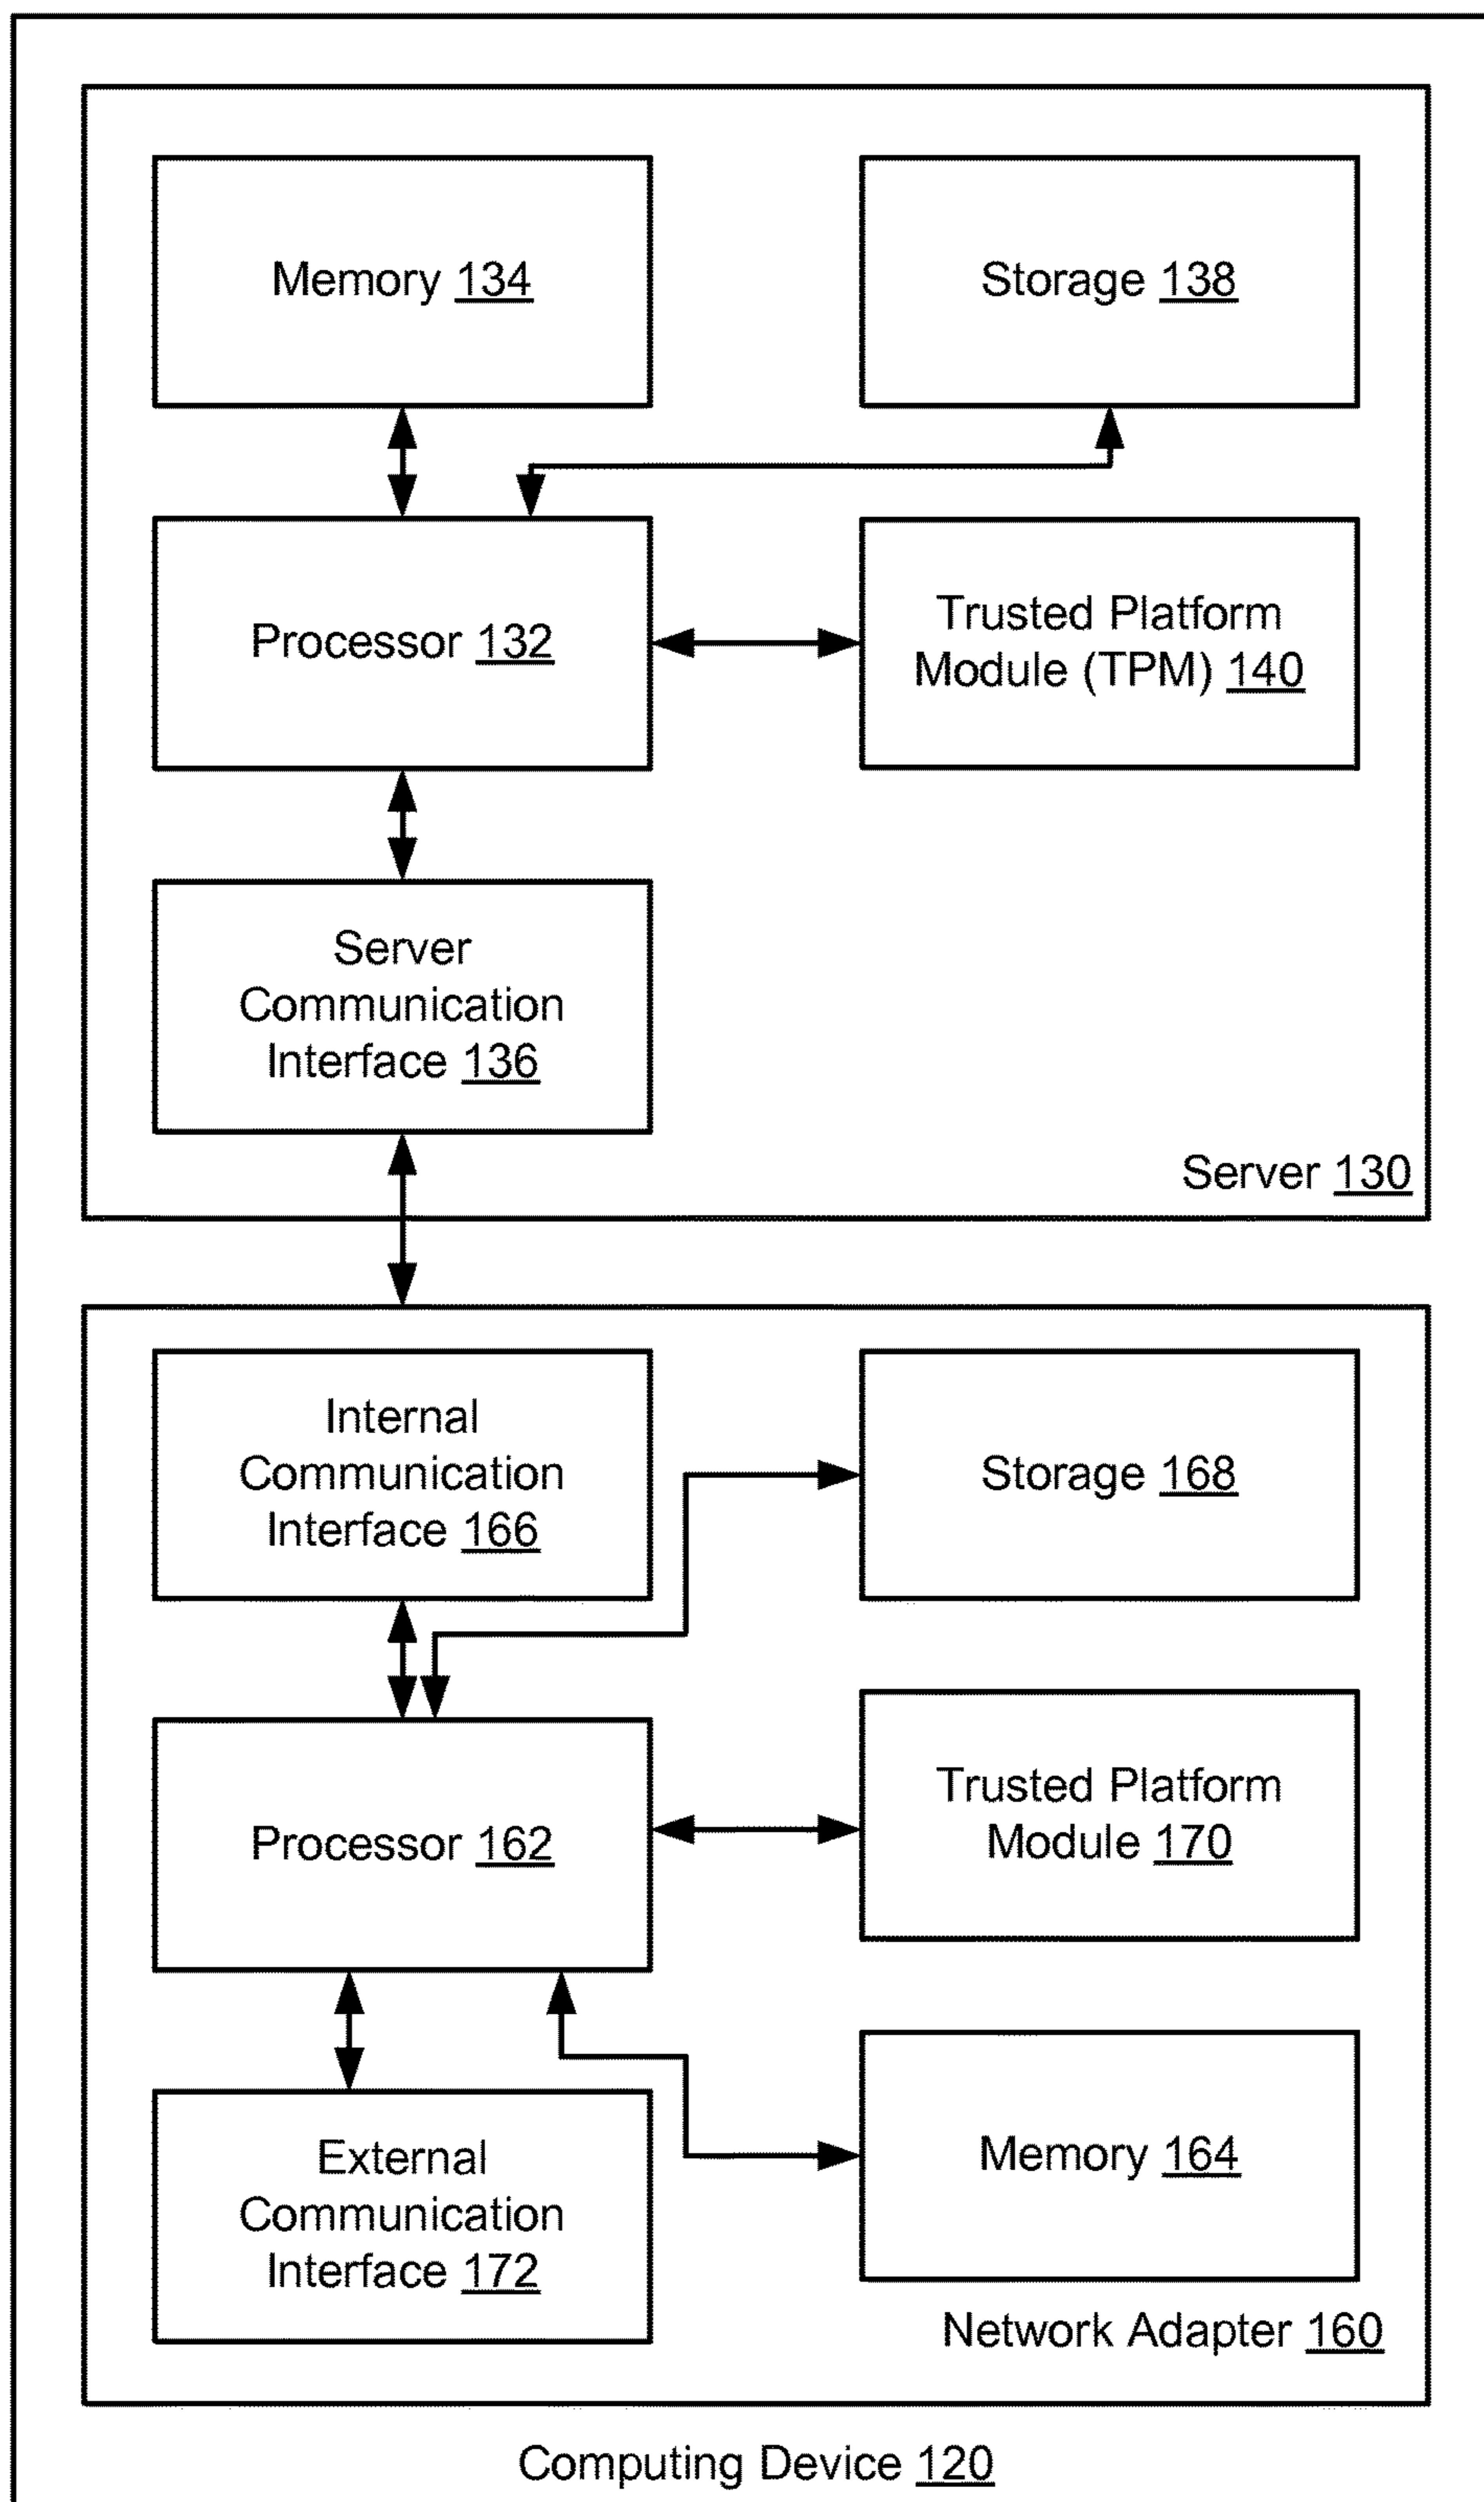 Memory 134
Storage 138
Processor 132
Trusted Platform
Module (TPM) 140
Server
Communication
Interface 136
Server 130
Internal
Communication
Interface 166
Storage 168
Processor 162
Trusted Platform
Module 170
External
Communication
Interface 172
Memory 164
Network Adapter 160
Computing Device 120